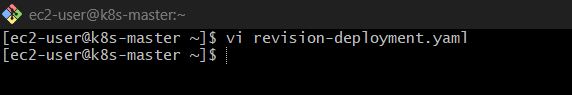 ec2-user@k8s-master:~
[ec2-user@k8s-master ~]$ vi revision-deployment.yaml
[ec2-user@k8s-master ~]$